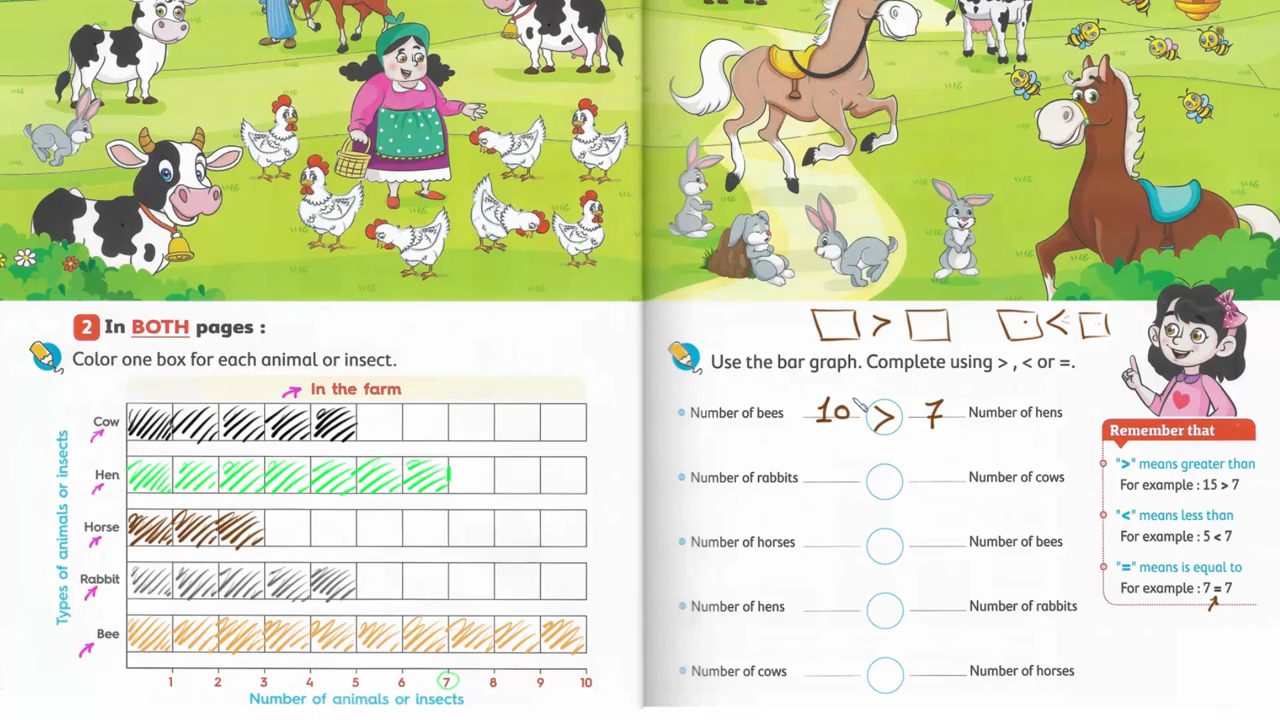 2 In BOTH pages :
Color one box for each animal or insect.
In the farm
Types of animals or insects
Cow
Hen
Horse
Rabbit
Bee
1 2 3 4 5 6 7 8 9 10
Number of animals or insects
□ > □ □ < □
Use the bar graph. Complete using > , < or =.
Number of bees 10 > 7 Number of hens
Number of rabbits Number of cows
Number of horses Number of bees
Number of hens Number of rabbits
Number of cows Number of horses
Remember that
">" means greater than
For example : 15 > 7
"<" means less than
For example : 5 < 7
"=" means is equal to
For example : 7 = 7